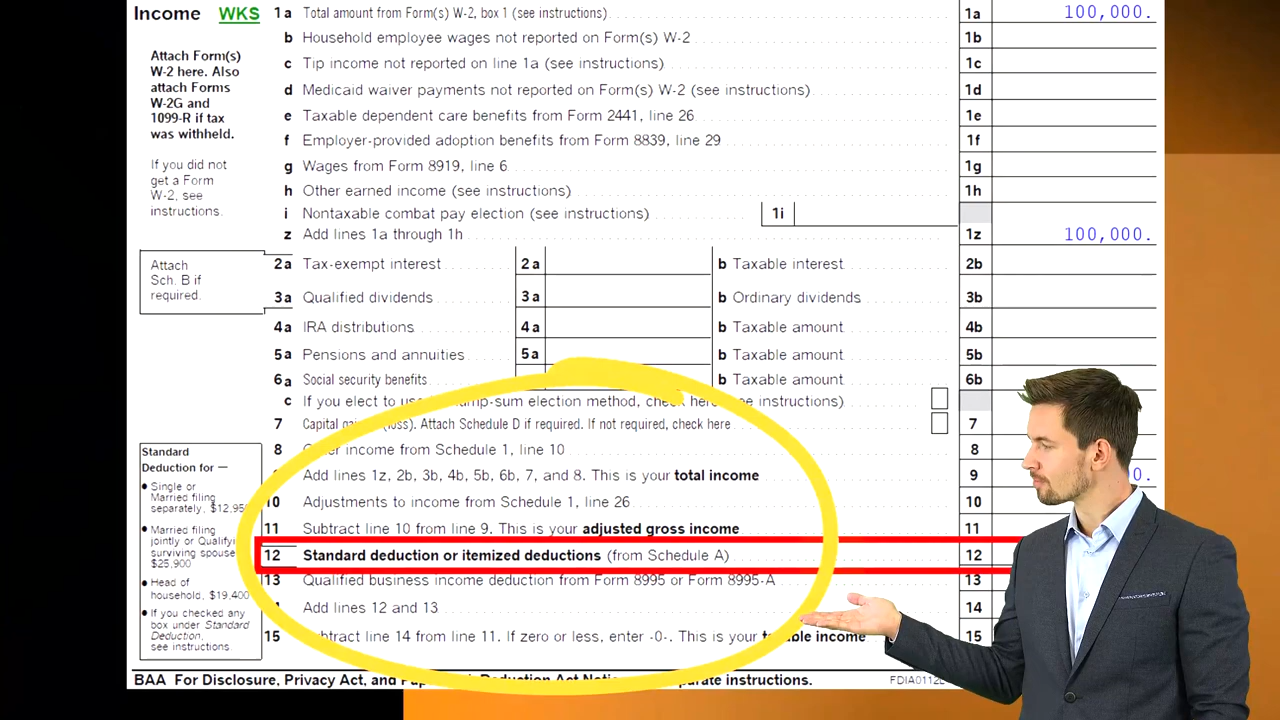 Income WKS
1a Total amount from Form(s) W-2, box 1 (see instructions) 1a 100,000.
b Household employee wages not reported on Form(s) W-2 1b
c Tip income not reported on line 1a (see instructions) 1c
d Medicaid waiver payments not reported on Form(s) W-2 (see instructions) 1d
e Taxable dependent care benefits from Form 2441, line 26 1e
f Employer-provided adoption benefits from Form 8839, line 29 1f
g Wages from Form 8919, line 6 1g
h Other earned income (see instructions) 1h
i Nontaxable combat pay election (see instructions) 1i
z Add lines 1a through 1h 1z 100,000.
Attach Form(s)
W-2 here. Also
attach Forms
W-2G and
1099-R if tax
was withheld.
If you did not
get a Form
W-2, see
instructions.
Attach
Sch. B if
required.
2a Tax-exempt interest 2a b Taxable interest 2b
3a Qualified dividends 3a b Ordinary dividends 3b
4a IRA distributions 4a b Taxable amount 4b
5a Pensions and annuities 5a b Taxable amount 5b
6a Social security benefits b Taxable amount 6b
c If you elect to use election method, check here (see instructions)
7 Capital (loss). Attach Schedule D if required. If not required, check here 7
8 income from Schedule 1, line 10 8
Add lines 1z, 2b, 3b, 4b, 5b, 6b, 7, and 8. This is your total income 9 0.
10 Adjustments to income from Schedule 1, line 26 10
11 Subtract line 10 from line 9. This is your adjusted gross income 11
12 Standard deduction or itemized deductions (from Schedule A) 12
13 Qualified business income deduction from Form 8995 or Form 8995-A 13
Add lines 12 and 13 14
15 line 14 from line 11. If zero or less, enter -0-. This is your income 15
Standard
Deduction for —
• Single or
Married filing
separately, $12,950
• Married filing
jointly or
surviving spouse
$25,900
• Head of
household, $19,400
• If you checked any
box under Standard
Deduction,
see instructions.
BAA For Disclosure, Privacy Act, and Act instructions.